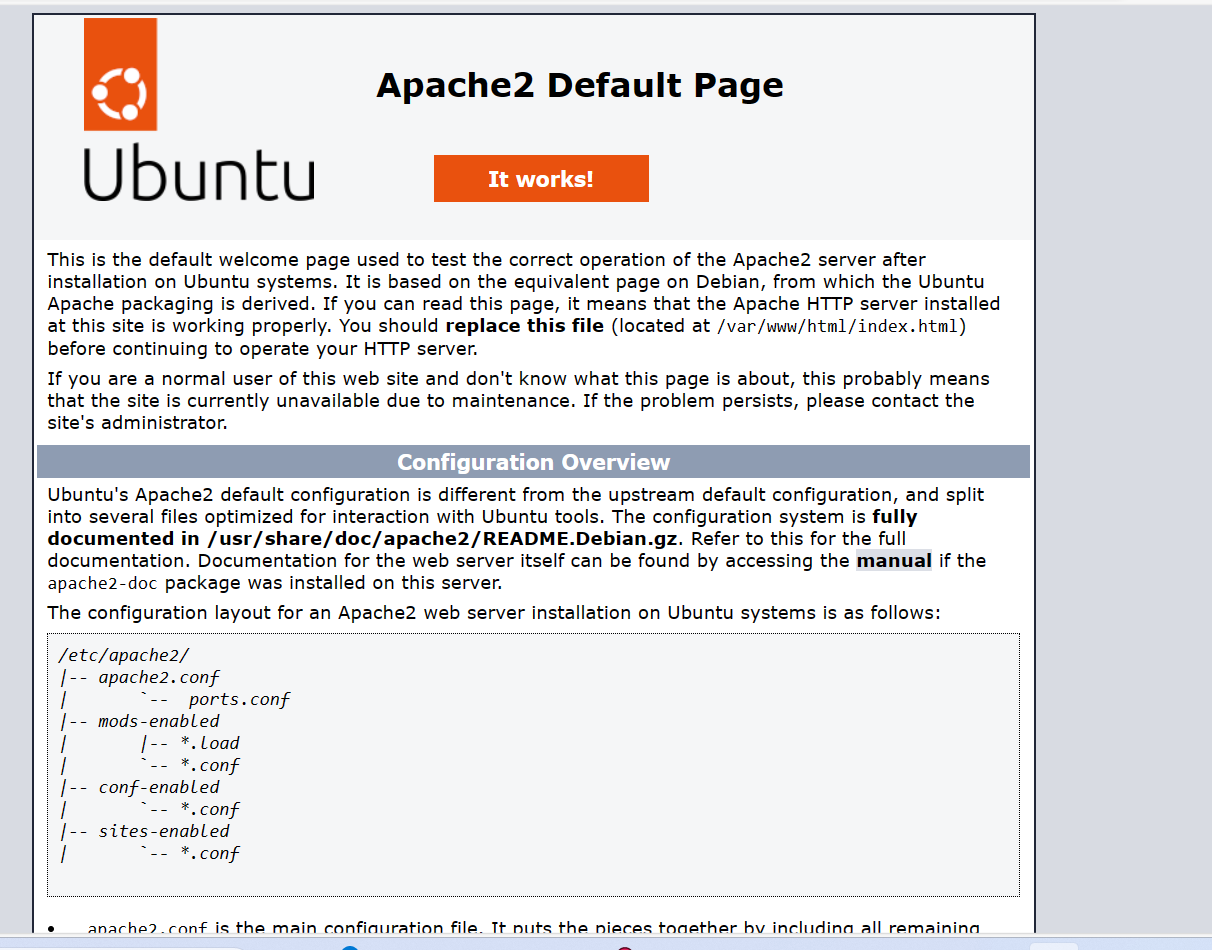 Apache2 Default Page
Ubuntu
It works!
This is the default welcome page used to test the correct operation of the Apache2 server after
installation on Ubuntu systems. It is based on the equivalent page on Debian, from which the Ubuntu
Apache packaging is derived. If you can read this page, it means that the Apache HTTP server installed
at this site is working properly. You should replace this file (located at /var/www/html/index.html)
before continuing to operate your HTTP server.
If you are a normal user of this web site and don't know what this page is about, this probably means
that the site is currently unavailable due to maintenance. If the problem persists, please contact the
site's administrator.
Configuration Overview
Ubuntu's Apache2 default configuration is different from the upstream default configuration, and split
into several files optimized for interaction with Ubuntu tools. The configuration system is fully
documented in /usr/share/doc/apache2/README.Debian.gz. Refer to this for the full
documentation. Documentation for the web server itself can be found by accessing the manual if the
apache2-doc package was installed on this server.
The configuration layout for an Apache2 web server installation on Ubuntu systems is as follows:
/etc/apache2/
|-- apache2.conf
|       `--  ports.conf
|-- mods-enabled
|       |-- *.load
|       `-- *.conf
|-- conf-enabled
|       `-- *.conf
|-- sites-enabled
|       `-- *.conf
• apache2.conf is the main configuration file. It puts the pieces together by including all remaining